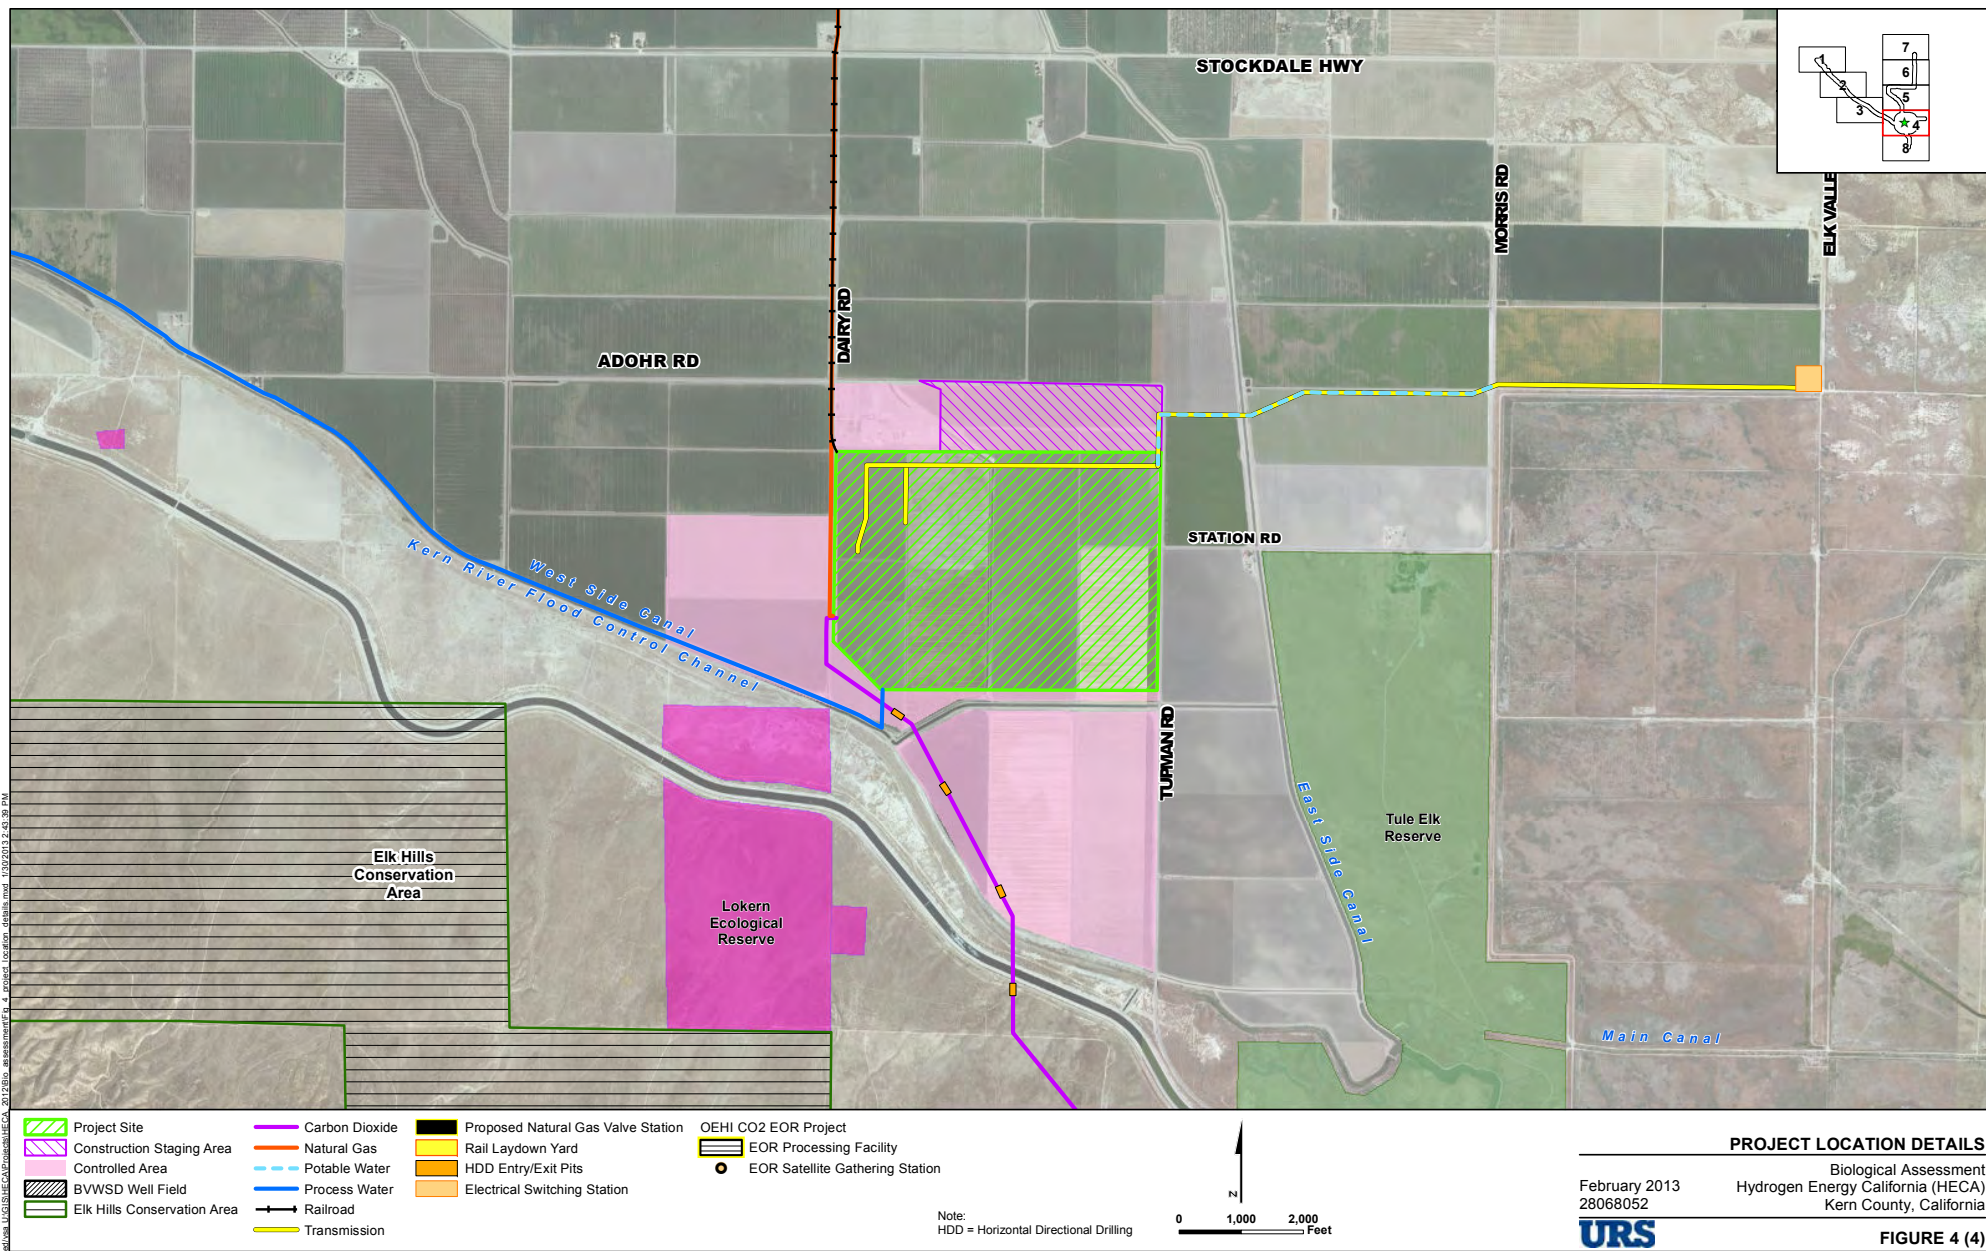 STOCKDALE HWY
7
6
5
4
8
1
2
3
MORRIS RD
ELK VALLE
DAIRY RD
ADOHR RD
STATION RD
West Side Canal
Kern River Flood Control Channel
TUPMAN RD
East Side Canal
Tule Elk
Reserve
Elk Hills
Conservation
Area
Lokern
Ecological
Reserve
Main Canal
Project Site
Construction Staging Area
Controlled Area
BVWSD Well Field
Elk Hills Conservation Area
Carbon Dioxide
Natural Gas
Potable Water
Process Water
Railroad
Transmission
Proposed Natural Gas Valve Station
Rail Laydown Yard
HDD Entry/Exit Pits
Electrical Switching Station
OEHI CO2 EOR Project
EOR Processing Facility
EOR Satellite Gathering Station
Note:
HDD = Horizontal Directional Drilling
N
0 1,000 2,000
Feet
PROJECT LOCATION DETAILS
Biological Assessment
February 2013 Hydrogen Energy California (HECA)
28068052 Kern County, California
URS FIGURE 4 (4)